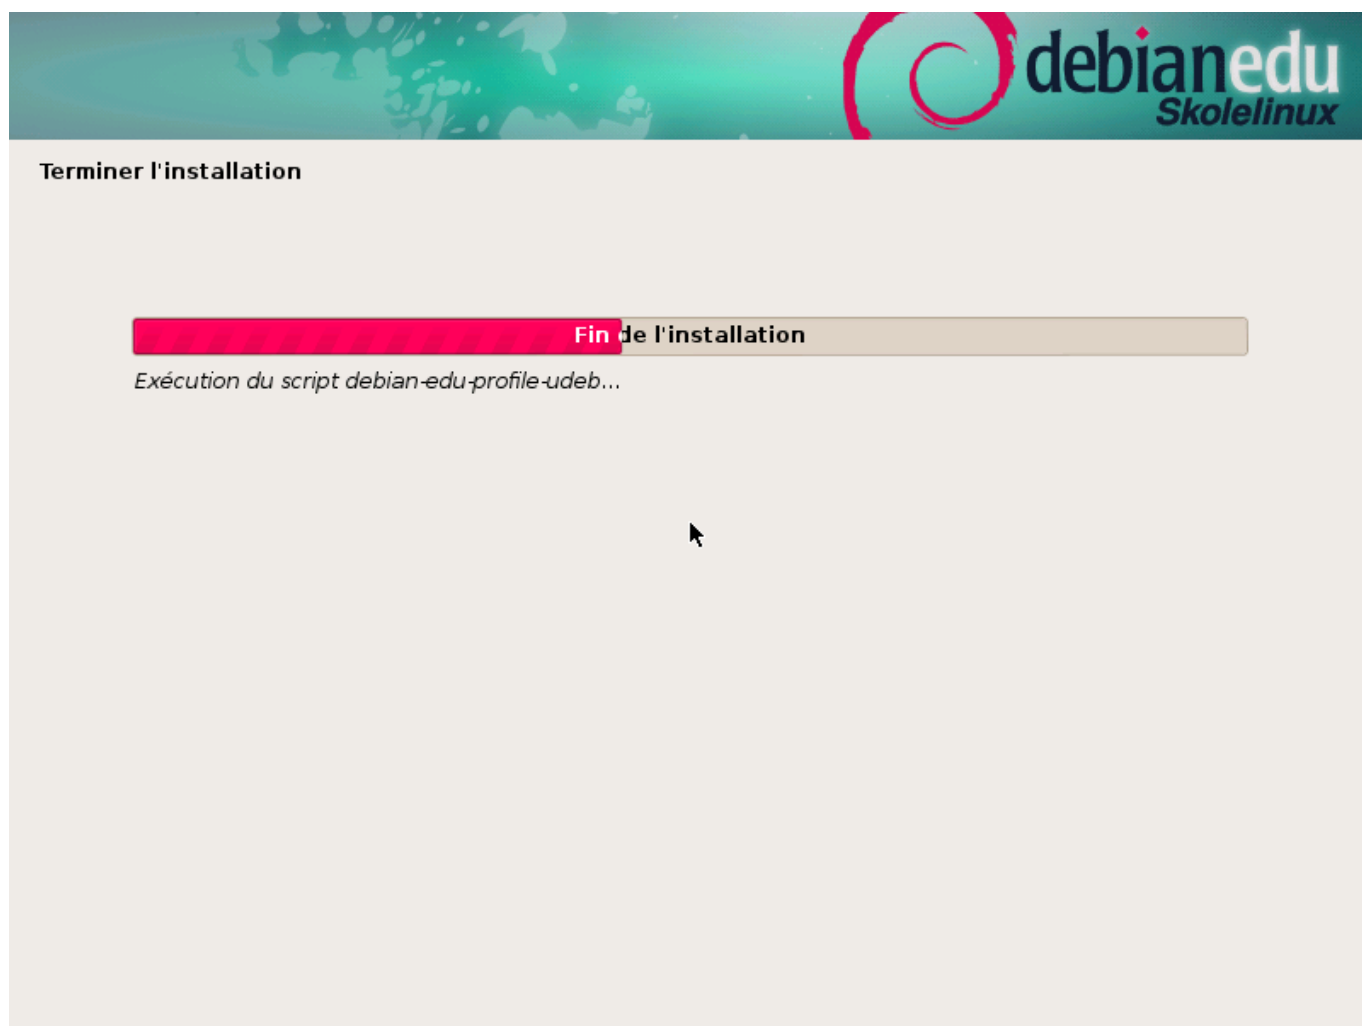 debianedu
Skolelinux
Terminer l'installation
Fin de l'installation
Exécution du script debian-edu-profile-udeb...